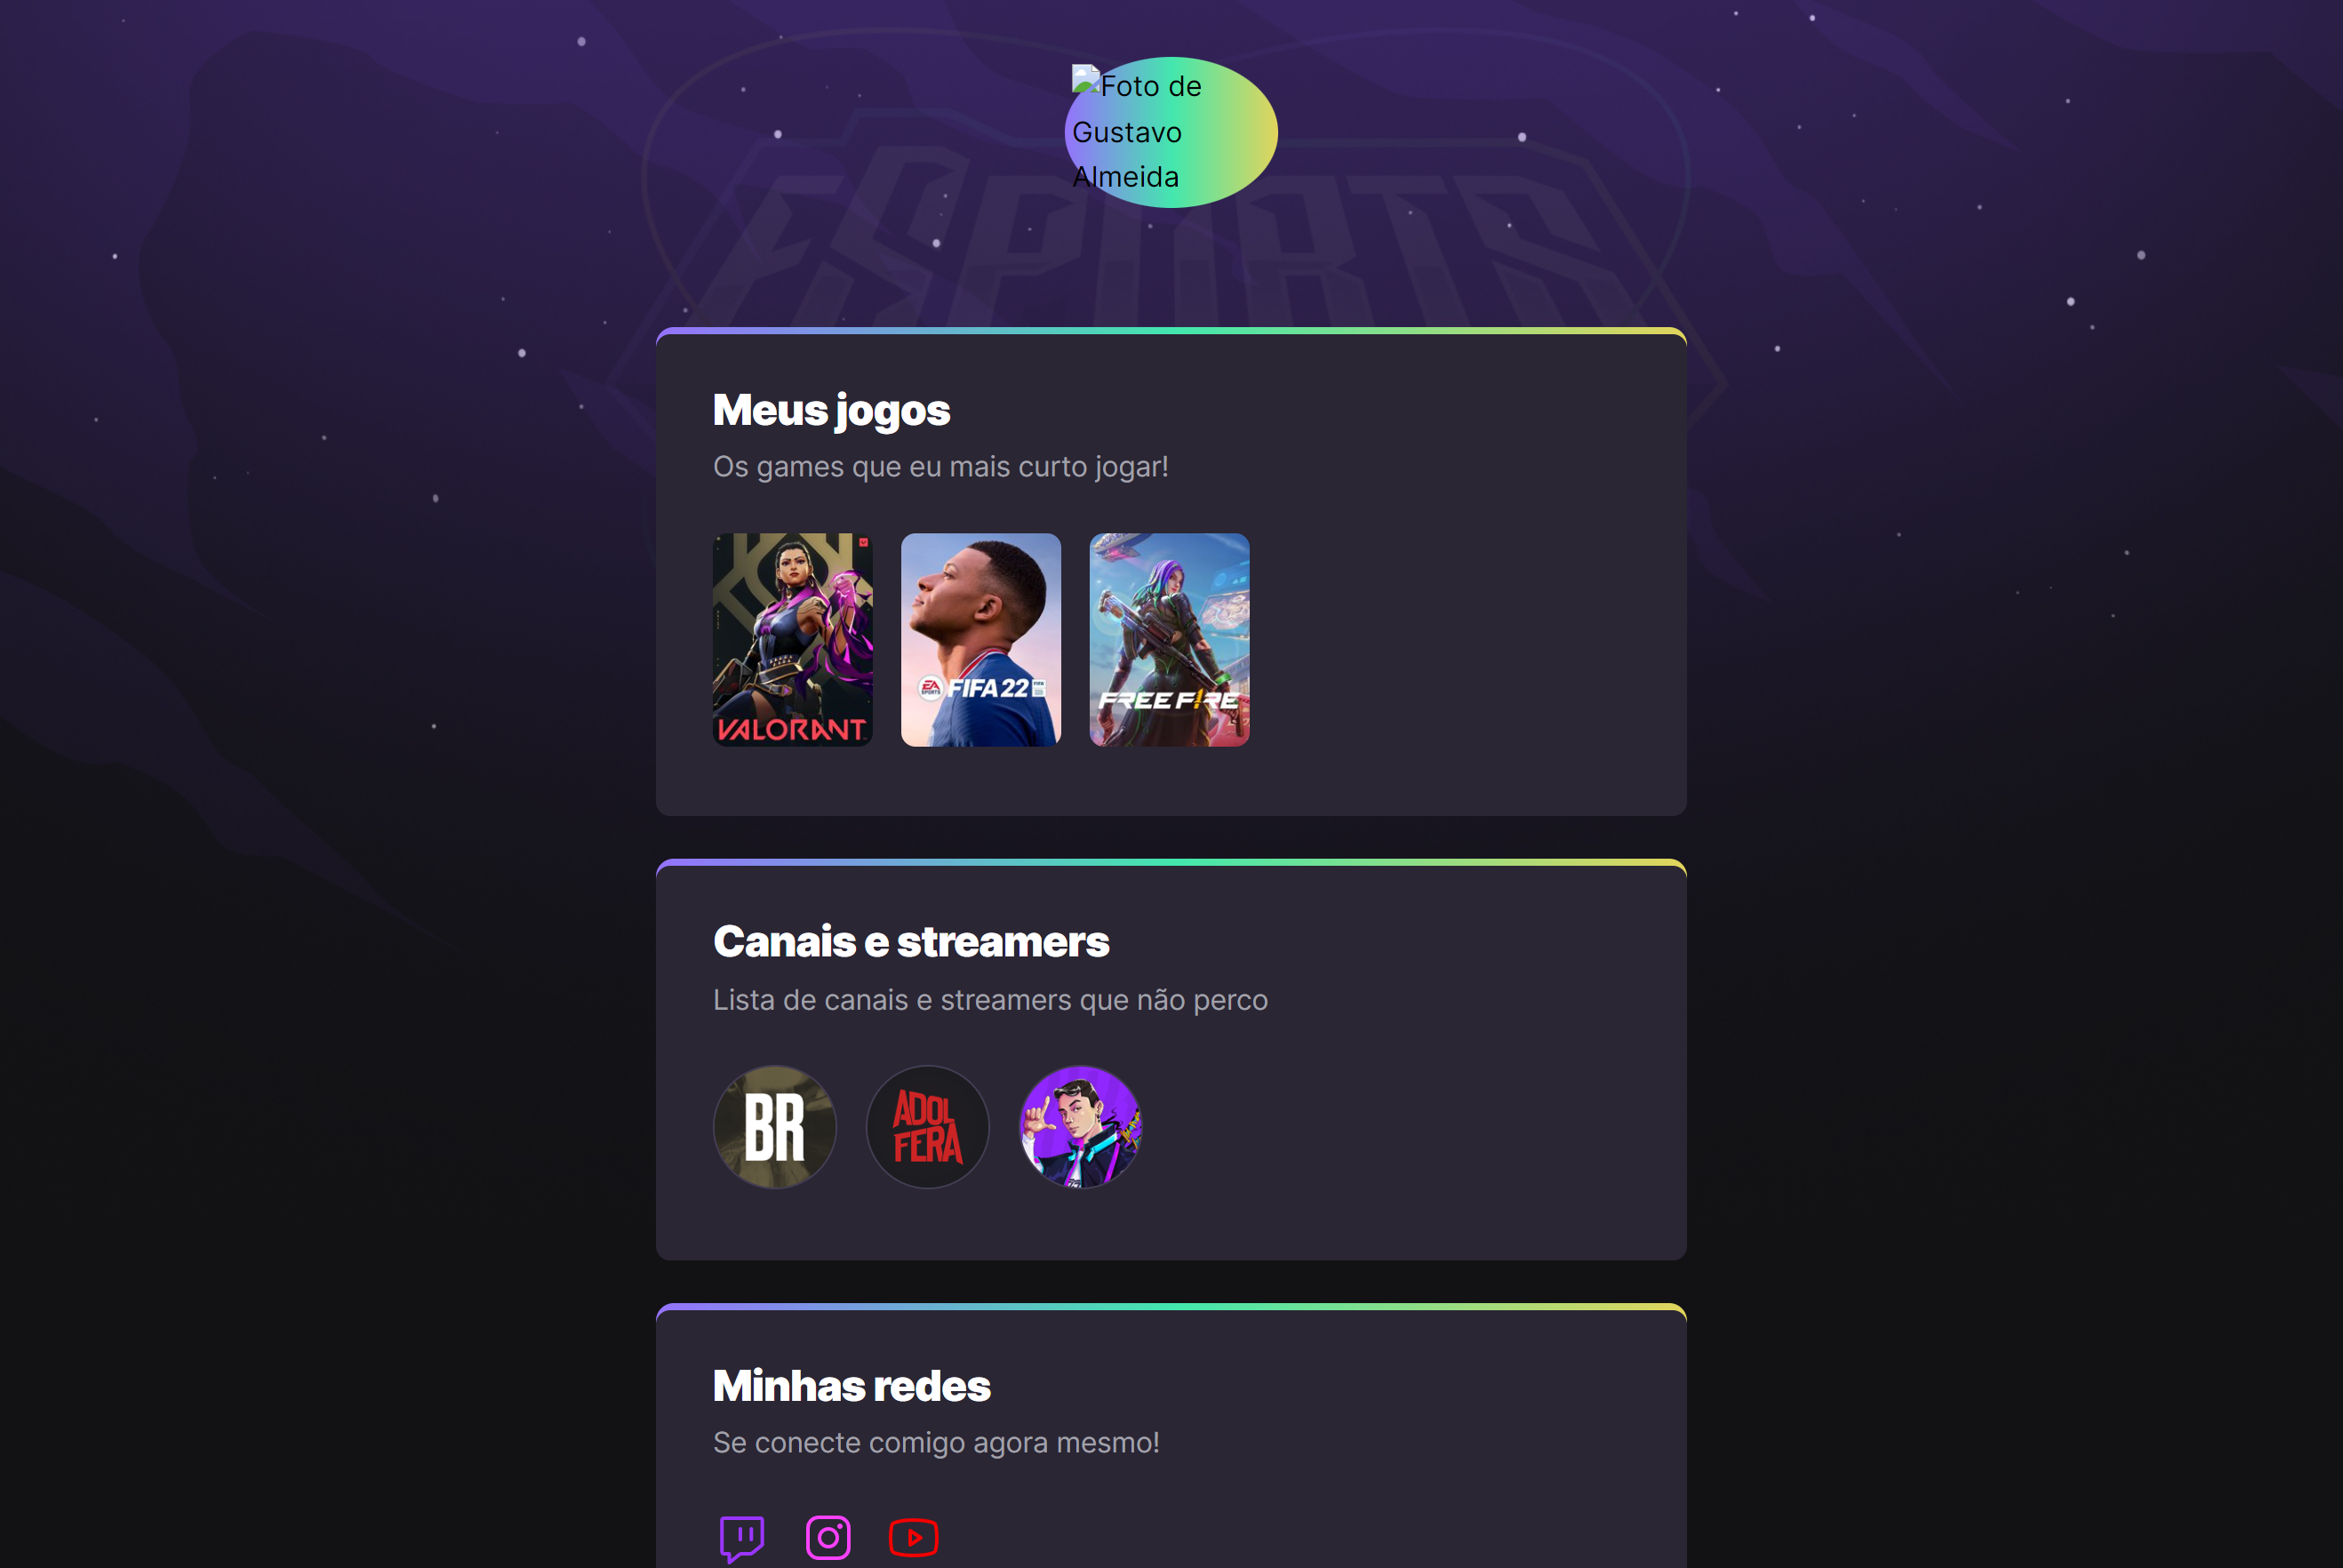 Foto de
Gustavo
Almeida
ESPORTS
Meus jogos
Os games que eu mais curto jogar!
VALORANT
EA SPORTS FIFA 22
FREE FIRE
Canais e streamers
Lista de canais e streamers que não perco
BR
ADOL
FERA
Minhas redes
Se conecte comigo agora mesmo!